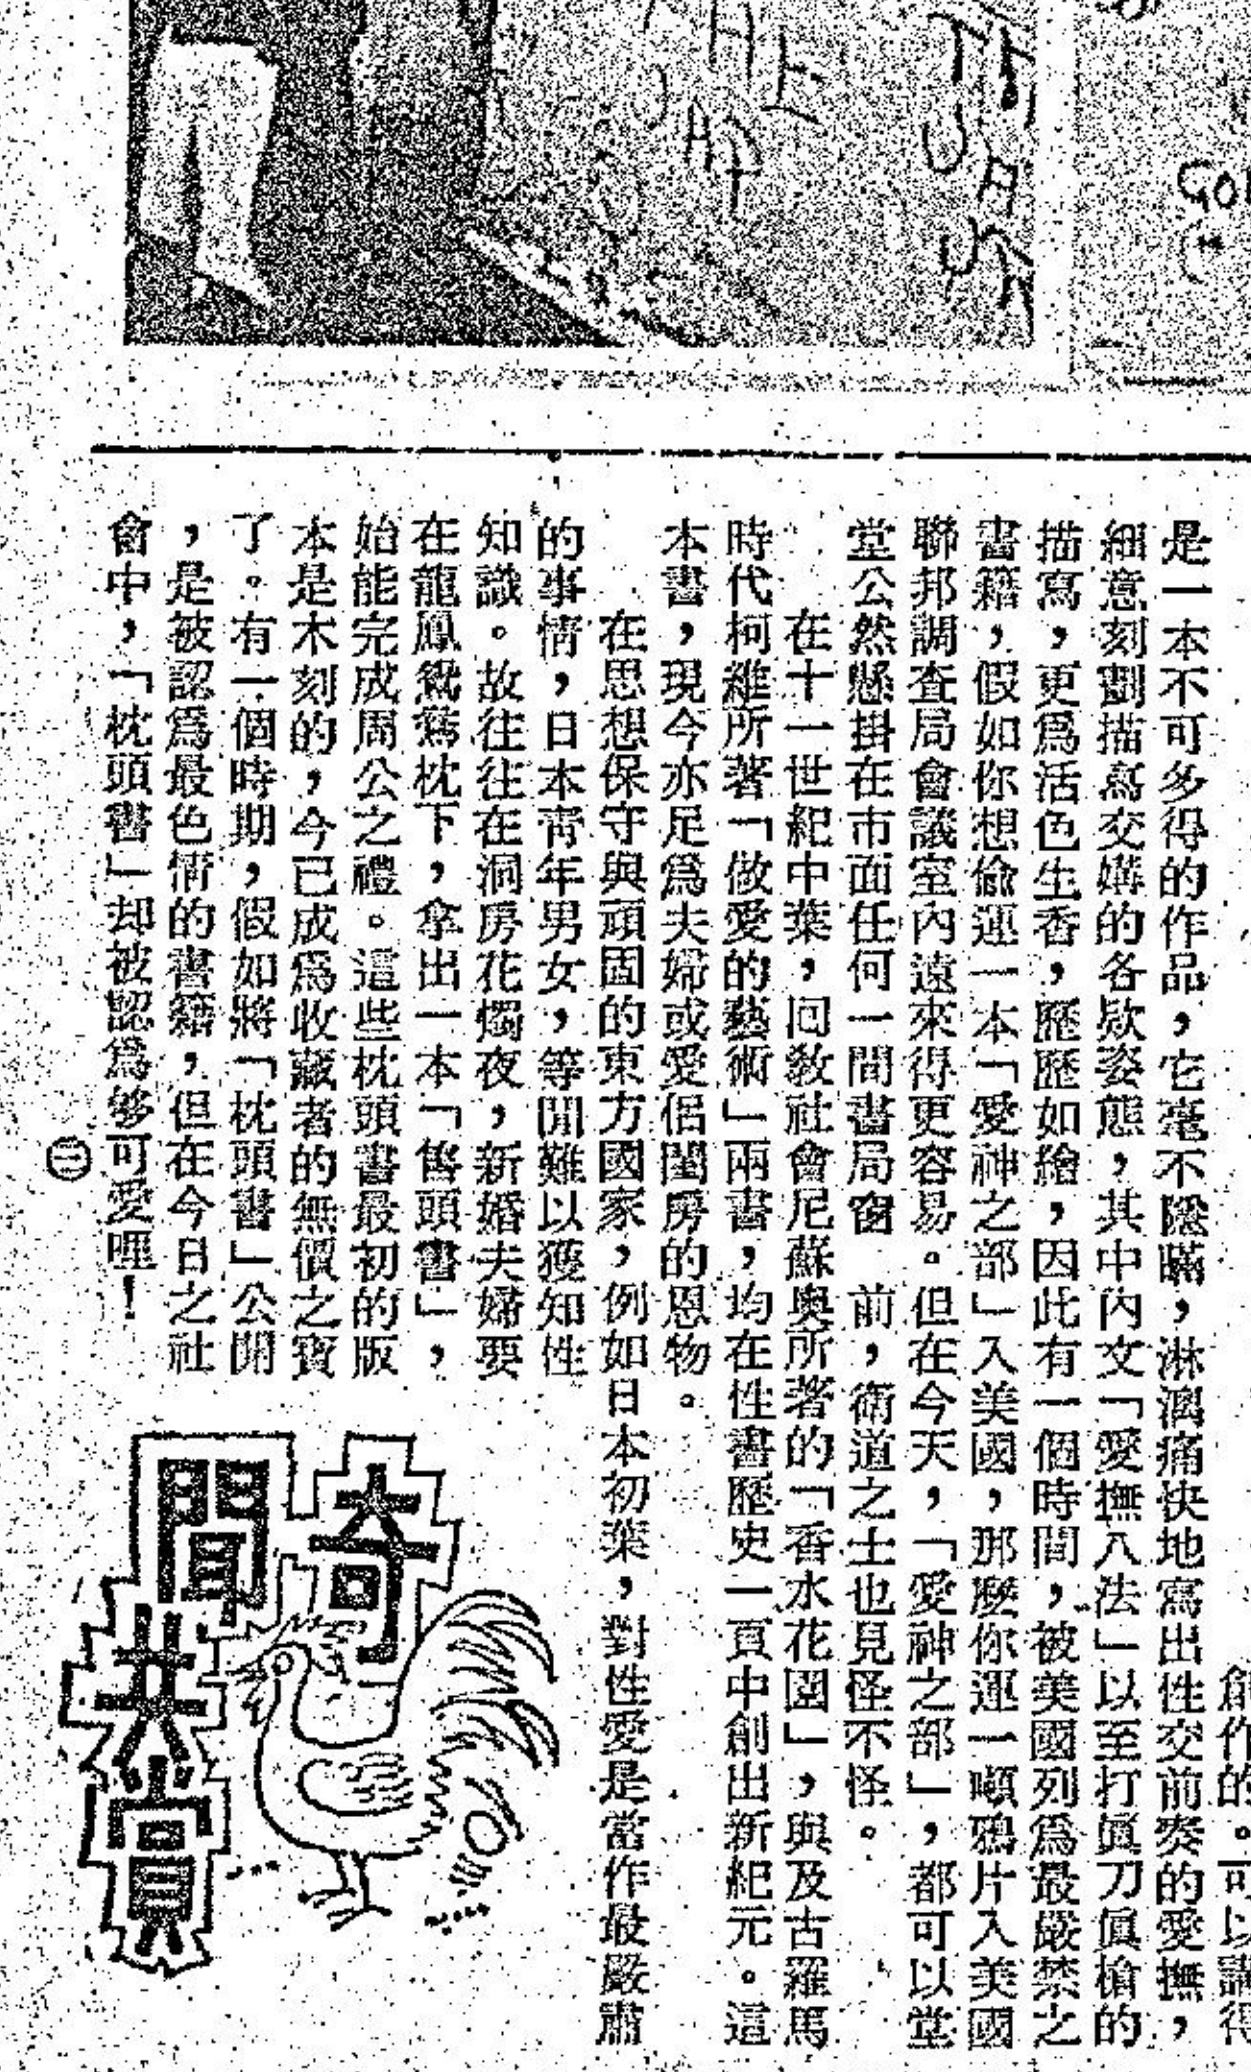 創作的。可以講得
是一本不可多得的作品，它毫不隱瞞，淋漓痛快地寫出性交前奏的愛撫，
細意刻劃描寫交媾的各欵姿態，其中內文「愛撫八法」以至打眞刀眞槍的
描寫，更爲活色生香，歷歷如繪，因此有一個時間，被美國列爲最嚴禁之
書籍，假如你想偸運一本「愛神之部」入美國，那麼你運一噸鴉片入美國
聯邦調查局會議室內遠來得更容易。但在今天，「愛神之部」，都可以堂
堂公然懸掛在市面任何一間書局窗　前，衛道之士也見怪不怪。
在十一世紀中葉，回敎社會尼蘇奧所著的「香水花園」，與及古羅馬
時代柯維所著「做愛的藝術」兩書，均在性書歷史一頁中創出新紀元。這
本書，現今亦足爲夫婦或愛侶閨房的恩物。
在思想保守與頑固的東方國家，例如日本初葉，對性愛是當作最嚴肅
的事情，日本靑年男女，等閒難以獲知性
知識。故往往在洞房花燭夜，新婚夫婦要
在龍鳳鴛鴦枕下，拿出一本「售頭書」，
始能完成周公之禮。這些枕頭書最初的版
本是木刻的，今已成爲收藏者的無價之寶
了。有一個時期，假如將「枕頭書」公開
，是被認爲最色情的書籍，但在今日之社
會中，「枕頭書」却被認爲够可愛哩！
㊂
奇聞共賞